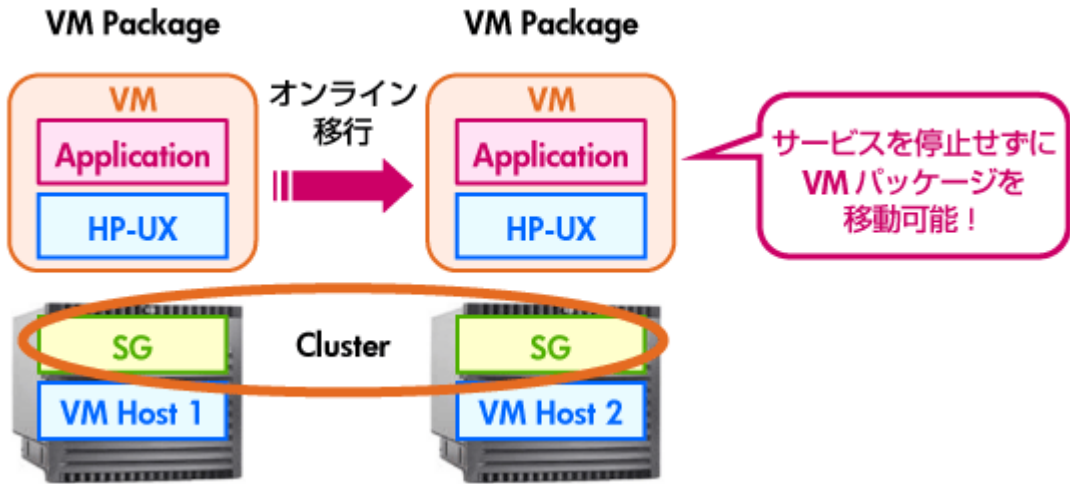 VM Package
VM Package
VM
Application
HP-UX
オンライン
移行
VM
Application
HP-UX
サービスを停止せずに
VM パッケージを
移動可能！
SG
Cluster
SG
VM Host 1
VM Host 2